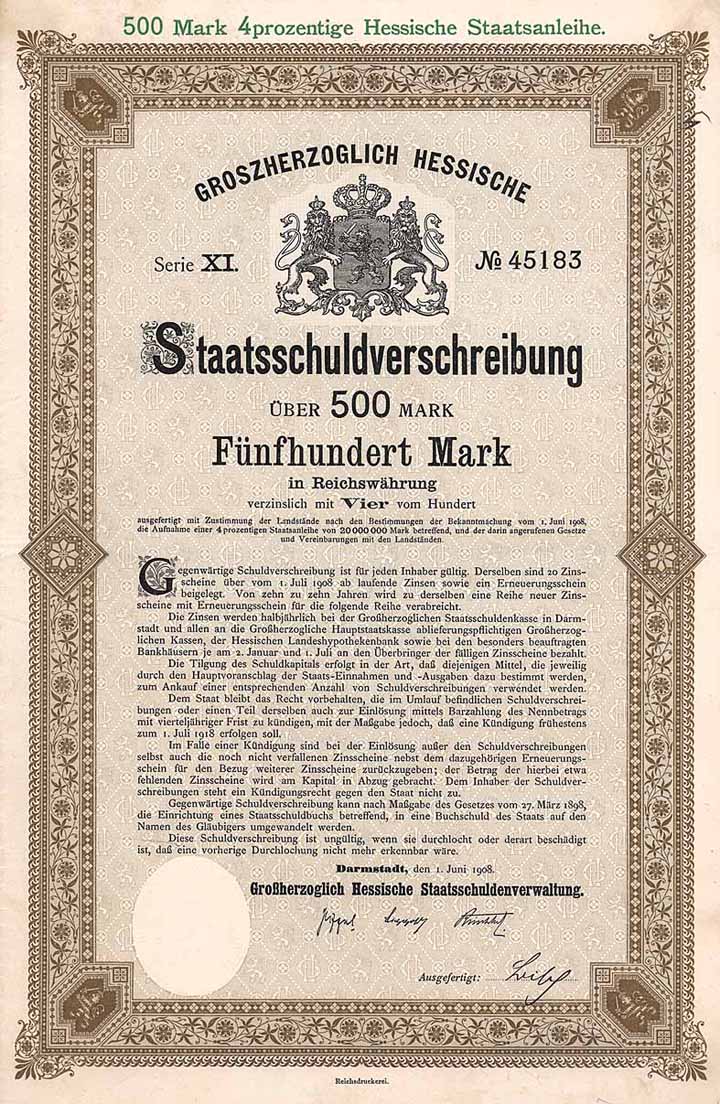 500 Mark 4prozentige Hessische Staatsanleihe.
GROSZHERZOGLICH HESSISCHE
Serie XI.
№ 45183
Staatsschuldverschreibung
ÜBER 500 MARK
Fünfhundert Mark
in Reichswährung
verzinslich mit Vier vom Hundert
ausgefertigt mit Zustimmung der Landstände nach den Bestimmungen der Bekanntmachung vom 1. Juni 1908,
die Aufnahme einer 4 prozentigen Staatsanleihe von 20 000 000 Mark betreffend, und der darin angerufenen Gesetze
und Vereinbarungen mit den Landständen.
Gegenwärtige Schuldverschreibung ist für jeden Inhaber gültig. Derselben sind 20 Zins-
scheine über vom 1. Juli 1908 ab laufende Zinsen sowie ein Erneuerungsschein
beigelegt. Von zehn zu zehn Jahren wird zu derselben eine Reihe neuer Zins-
scheine mit Erneuerungsschein für die folgende Reihe verabreicht.
Die Zinsen werden halbjährlich bei der Großherzoglichen Staatsschuldenkasse in Darm-
stadt und allen an die Großherzogliche Hauptstaatskasse ablieferungspflichtigen Großherzog-
lichen Kassen, der Hessischen Landeshypothekenbank sowie bei den besonders beauftragten
Bankhäusern je am 2. Januar und 1. Juli an den Überbringer der fälligen Zinsscheine bezahlt.
Die Tilgung des Schuldkapitals erfolgt in der Art, daß diejenigen Mittel, die jeweilig
durch den Hauptvoranschlag der Staats-Einnahmen und -Ausgaben dazu bestimmt werden,
zum Ankauf einer entsprechenden Anzahl von Schuldverschreibungen verwendet werden.
Dem Staat bleibt das Recht vorbehalten, die im Umlauf befindlichen Schuldverschrei-
bungen oder einen Teil derselben auch zur Einlösung mittels Barzahlung des Nennbetrags
mit vierteljähriger Frist zu kündigen, mit der Maßgabe jedoch, daß eine Kündigung frühestens
zum 1. Juli 1918 erfolgen soll.
Im Falle einer Kündigung sind bei der Einlösung außer den Schuldverschreibungen
selbst auch die noch nicht verfallenen Zinsscheine nebst dem dazugehörigen Erneuerungs-
schein für den Bezug weiterer Zinsscheine zurückzugeben; der Betrag der hierbei etwa
fehlenden Zinsscheine wird am Kapital in Abzug gebracht. Dem Inhaber der Schuldver-
schreibungen steht ein Kündigungsrecht gegen den Staat nicht zu.
Gegenwärtige Schuldverschreibung kann nach Maßgabe des Gesetzes vom 27. März 1898,
die Einrichtung eines Staatsschuldbuchs betreffend, in eine Buchschuld des Staats auf den
Namen des Gläubigers umgewandelt werden.
Diese Schuldverschreibung ist ungültig, wenn sie durchlocht oder derart beschädigt
ist, daß eine vorherige Durchlochung nicht mehr erkennbar wäre.
Darmstadt, den 1. Juni 1908.
Großherzoglich Hessische Staatsschuldenverwaltung.
Ausgefertigt:
Reichsdruckerei.